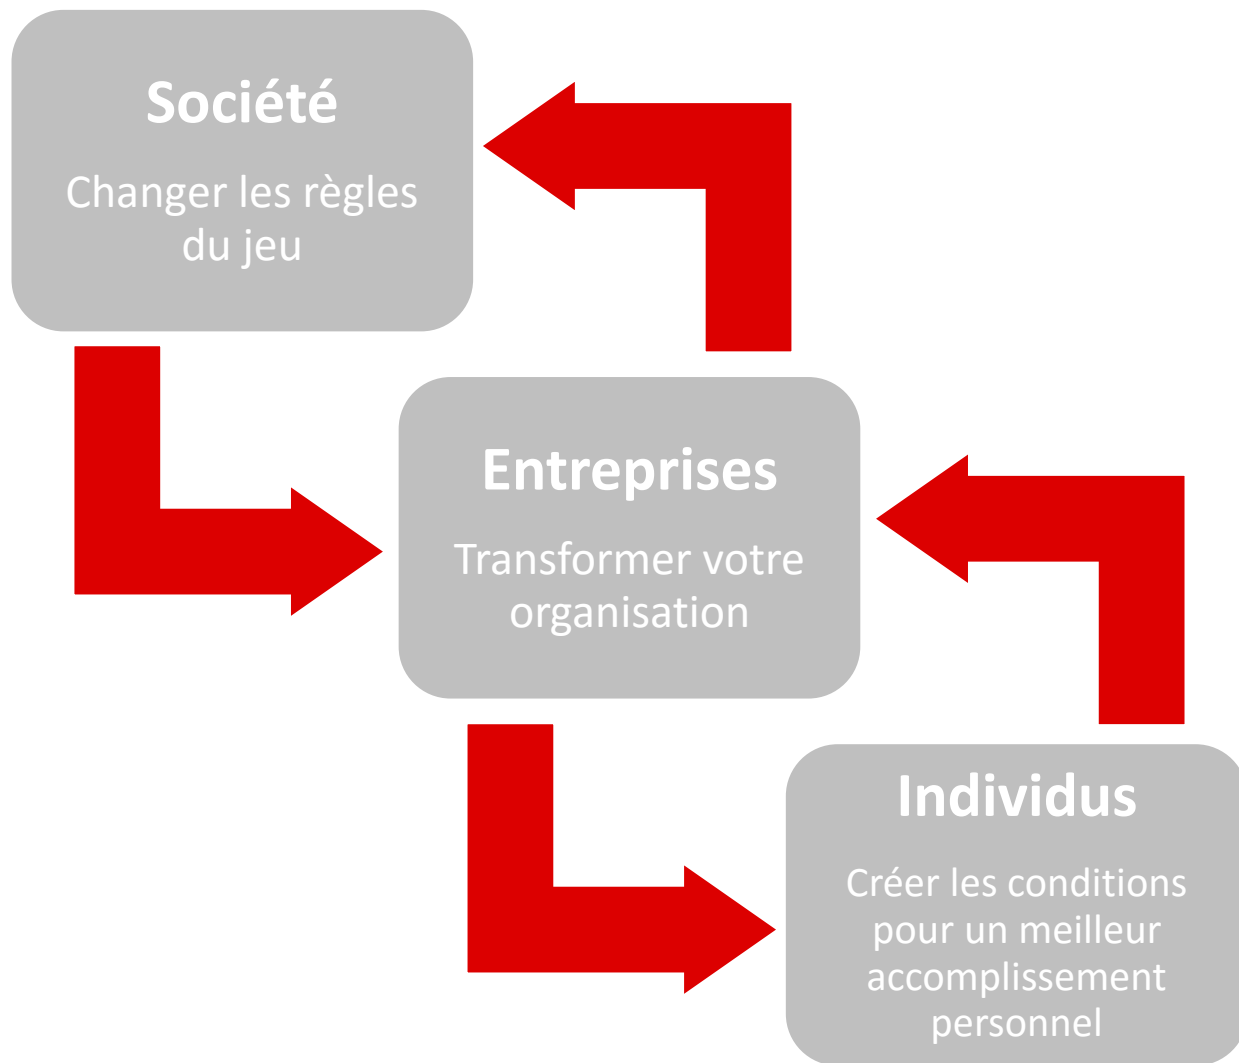 Société
Changer les règles
du jeu
Entreprises
Transformer votre
organisation
Individus
Créer les conditions
pour un meilleur
accomplissement
personnel